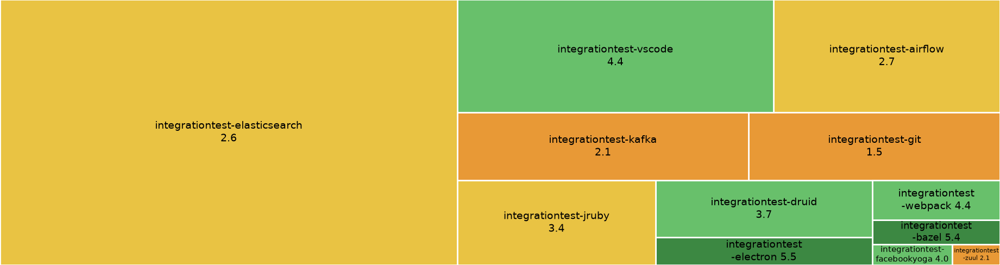 integrationtest-elasticsearch
2.6
integrationtest-vscode
4.4
integrationtest-airflow
2.7
integrationtest-kafka
2.1
integrationtest-git
1.5
integrationtest-jruby
3.4
integrationtest-druid
3.7
integrationtest
-electron 5.5
integrationtest
-webpack 4.4
integrationtest
-bazel 5.4
integrationtest-
facebookyoga 4.0
integrationtest
-zuul 2.1